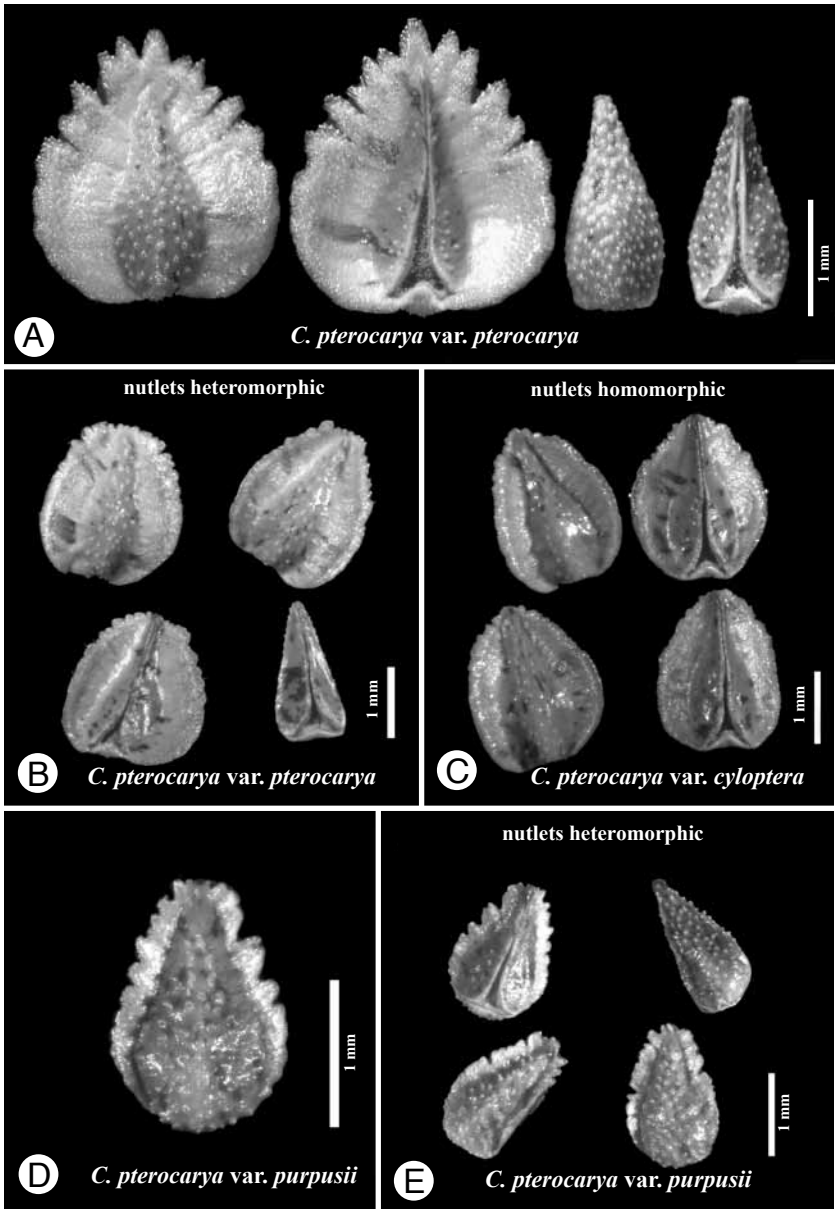 1 mm
A
C. pterocarya var. pterocarya
nutlets heteromorphic
1 mm
B
C. pterocarya var. pterocarya
nutlets homomorphic
1 mm
C
C. pterocarya var. cyloptera
1 mm
D
C. pterocarya var. purpusii
nutlets heteromorphic
1 mm
E
C. pterocarya var. purpusii